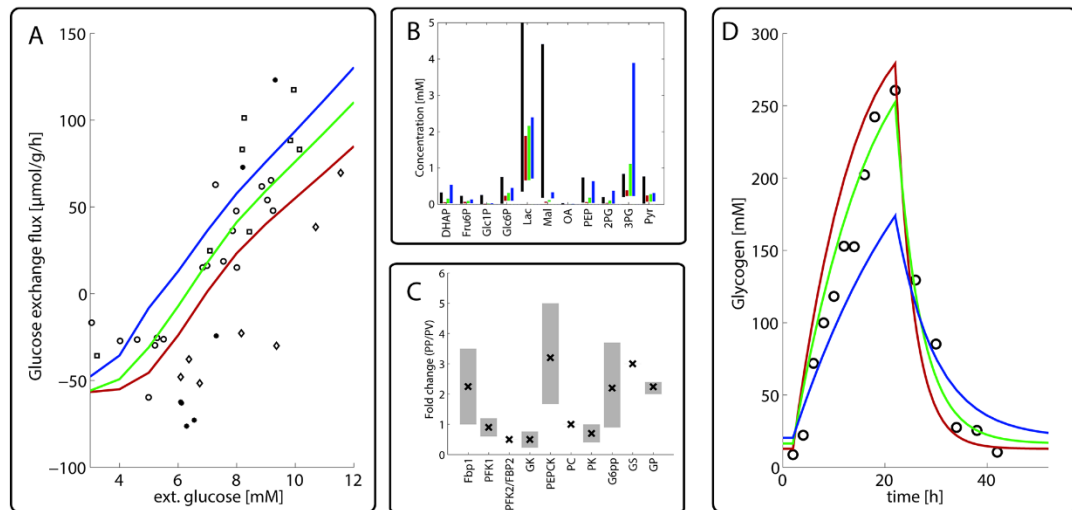 A
Glucose exchange flux [µmol/g/h]
150
100
50
0
−50
−100
4
6
8
10
12
ext. glucose [mM]
B
Concentration [mM]
5
4
3
2
1
0
DHAP
Fru6P
Glc1P
Glc6P
Lac
Mal
OA
PEP
2PG
3PG
Pyr
C
Fold change (PP/PV)
6
5
4
3
2
1
0
Fbp1
PFK1
PFK2/FBP2
GK
PEPCK
PC
PK
G6pp
GS
GP
D
Glycogen [mM]
300
250
200
150
100
50
0
0
20
40
time [h]